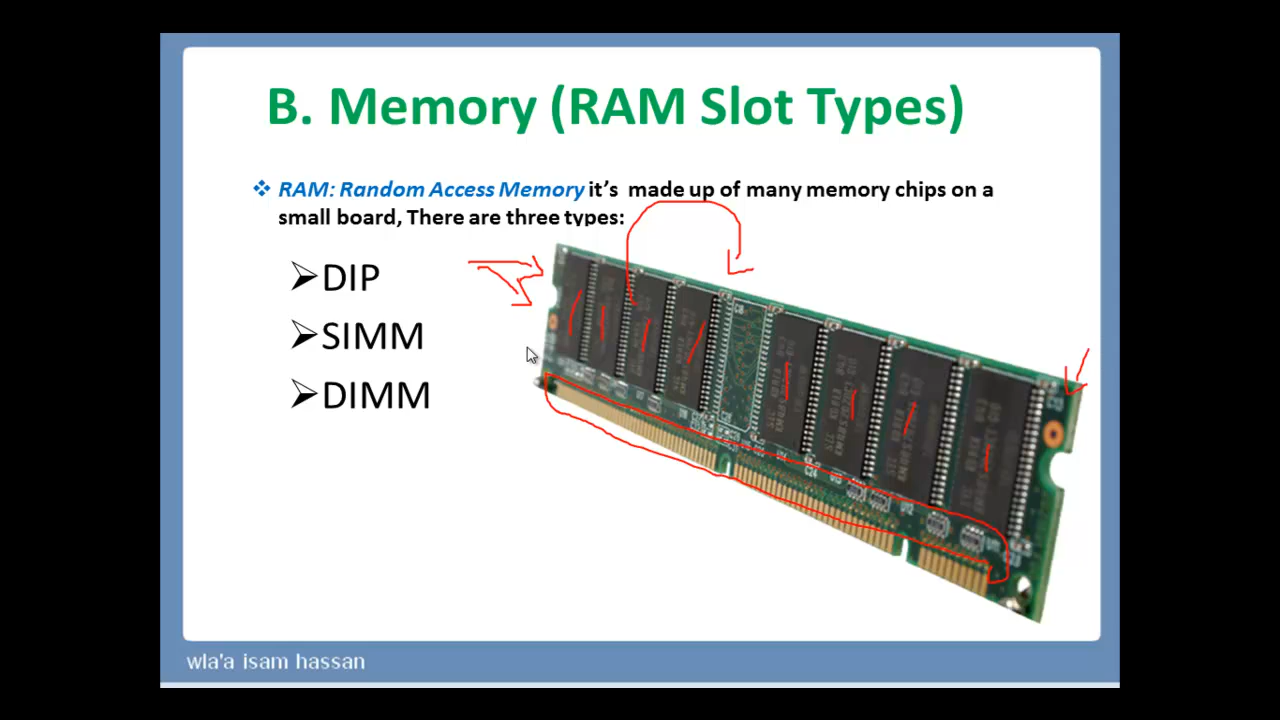 B. Memory (RAM Slot Types)
❖ RAM: Random Access Memory it's made up of many memory chips on a
small board, There are three types:
➢DIP
➢SIMM
➢DIMM
wla'a isam hassan